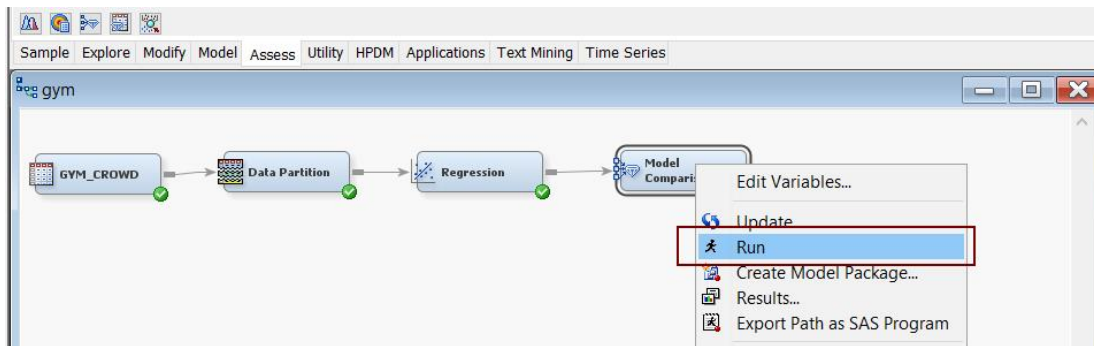 Sample Explore Modify Model Assess Utility HPDM Applications Text Mining Time Series
gym
GYM_CROWD
Data Partition
Regression
Model
Edit Variables...
Update
Run
Create Model Package...
Results...
Export Path as SAS Program